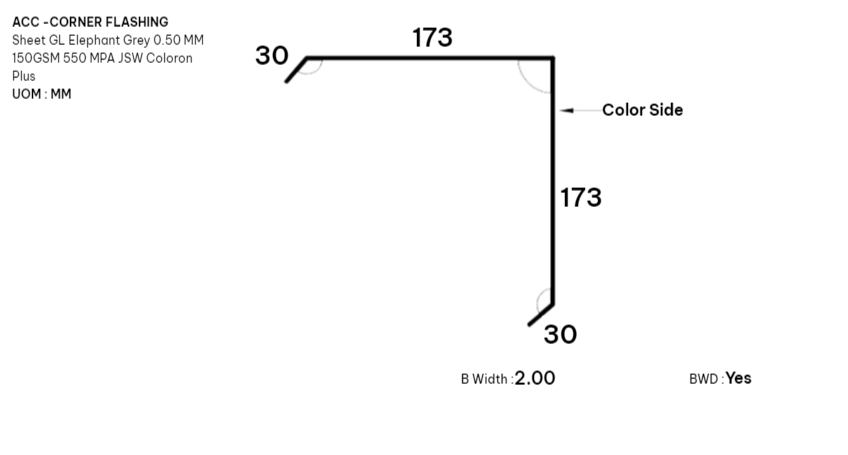 ACC -CORNER FLASHING
Sheet GL Elephant Grey 0.50 MM
150GSM 550 MPA JSW Coloron
Plus
UOM : MM
173
30
Color Side
173
30
B Width :2.00
BWD :Yes